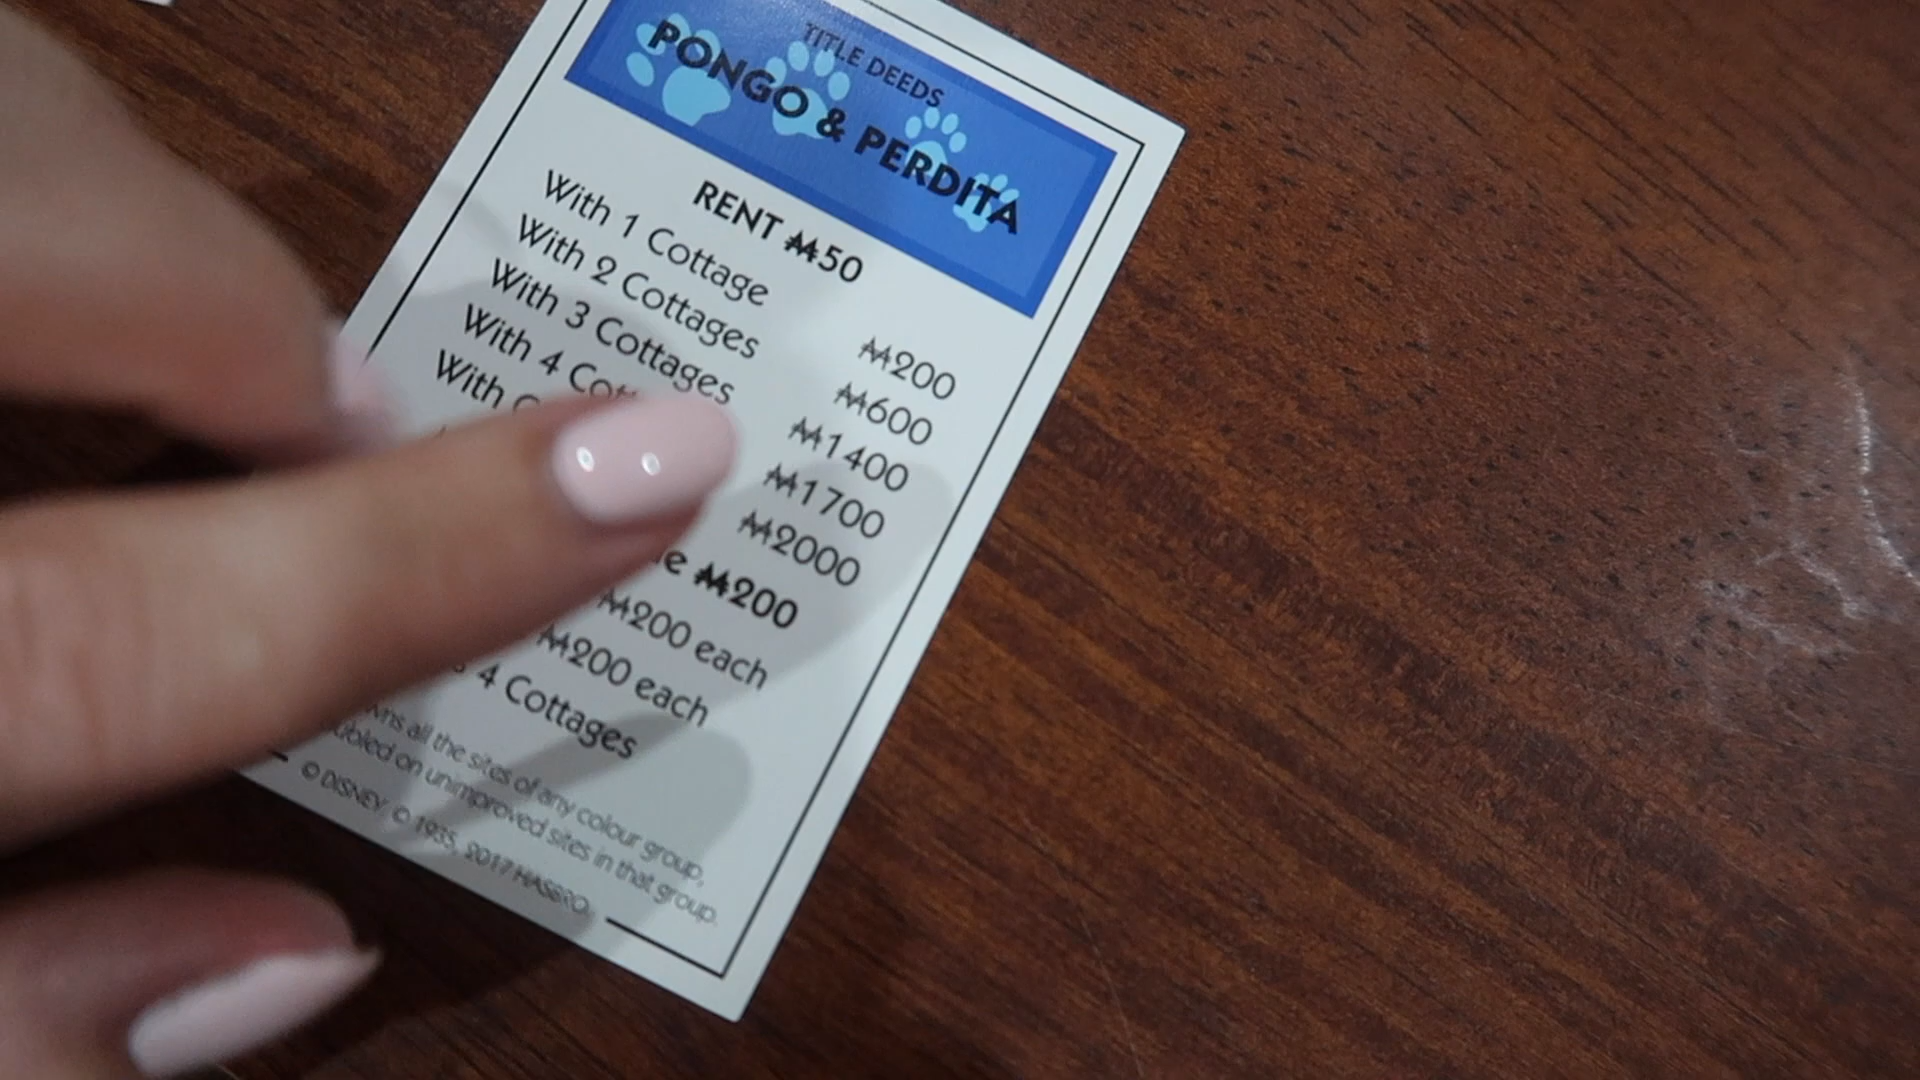 TITLE DEEDS
PONGO & PERDITA
RENT ₩50
With 1 Cottage ₩200
With 2 Cottages ₩600
With 3 Cottages ₩1400
With 4 ₩1700
With ₩2000
₩200
₩200 each
₩200 each
4 Cottages
all the sites of any colour group,
on unimproved sites in that group.
© DISNEY © 1935, 2017 HASBRO.